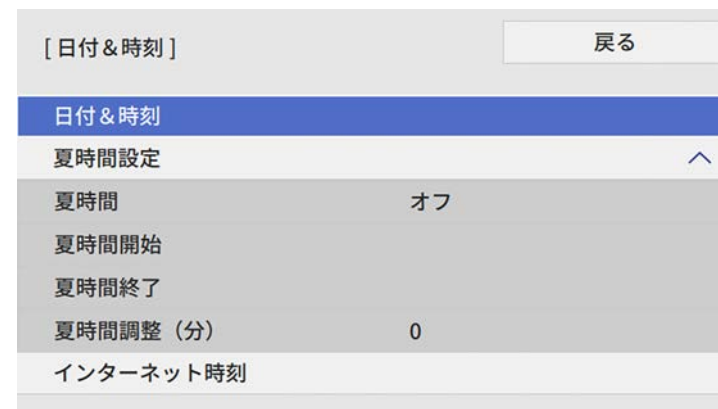 [日付&時刻]
戻る
日付&時刻
夏時間設定
夏時間 オフ
夏時間開始
夏時間終了
夏時間調整（分） 0
インターネット時刻